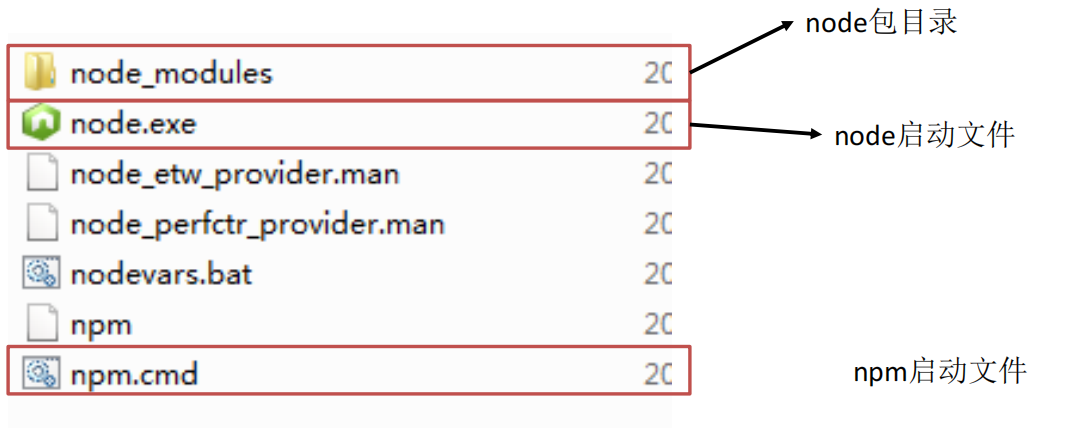 node包目录
node_modules 20
node.exe 20
node启动文件
node_etw_provider.man 20
node_perfctr_provider.man 20
nodevars.bat 20
npm 20
npm.cmd 20
npm启动文件